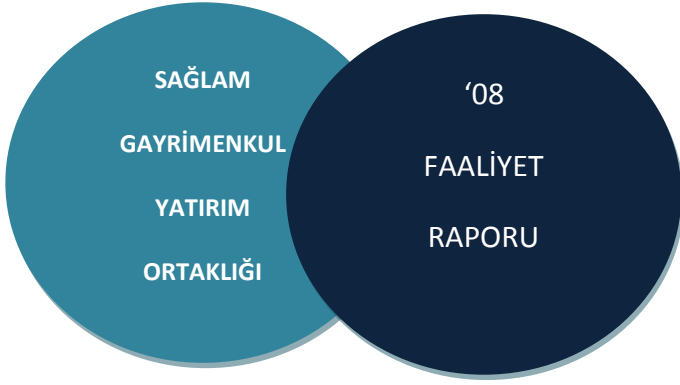 SAĞLAM
GAYRİMENKUL
YATIRIM
ORTAKLIĞI
‘08
FAALİYET
RAPORU